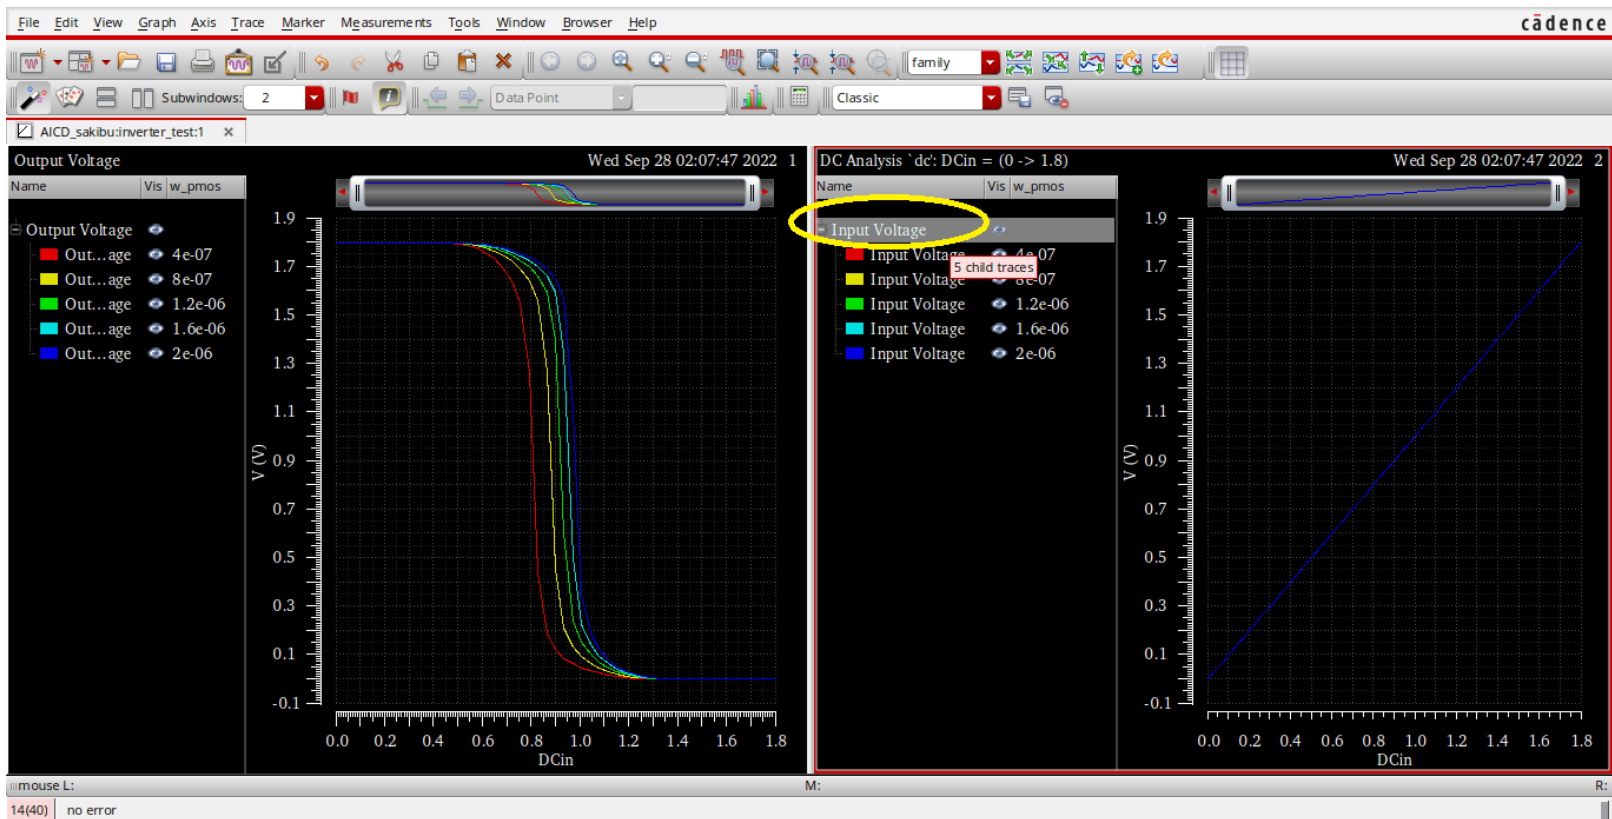 File Edit View Graph Axis Trace Marker Measurements Tools Window Browser Help
cādence
family
Subwindows: 2
Data Point
Classic
AICD_sakibu:inverter_test:1
Output Voltage
Wed Sep 28 02:07:47 2022 1
Name Vis w_pmos
Output Voltage
Out...age 4e-07
Out...age 8e-07
Out...age 1.2e-06
Out...age 1.6e-06
Out...age 2e-06
V (V)
1.9
1.7
1.5
1.3
1.1
0.9
0.7
0.5
0.3
0.1
-0.1
0.0 0.2 0.4 0.6 0.8 1.0 1.2 1.4 1.6 1.8
DCin
DC Analysis `dc': DCin = (0 -> 1.8)
Wed Sep 28 02:07:47 2022 2
Name Vis w_pmos
Input Voltage
Input Voltage 4e-07
5 child traces
Input Voltage 8e-07
Input Voltage 1.2e-06
Input Voltage 1.6e-06
Input Voltage 2e-06
V (V)
1.9
1.7
1.5
1.3
1.1
0.9
0.7
0.5
0.3
0.1
-0.1
0.0 0.2 0.4 0.6 0.8 1.0 1.2 1.4 1.6 1.8
DCin
mouse L:
M:
R:
14(40) no error